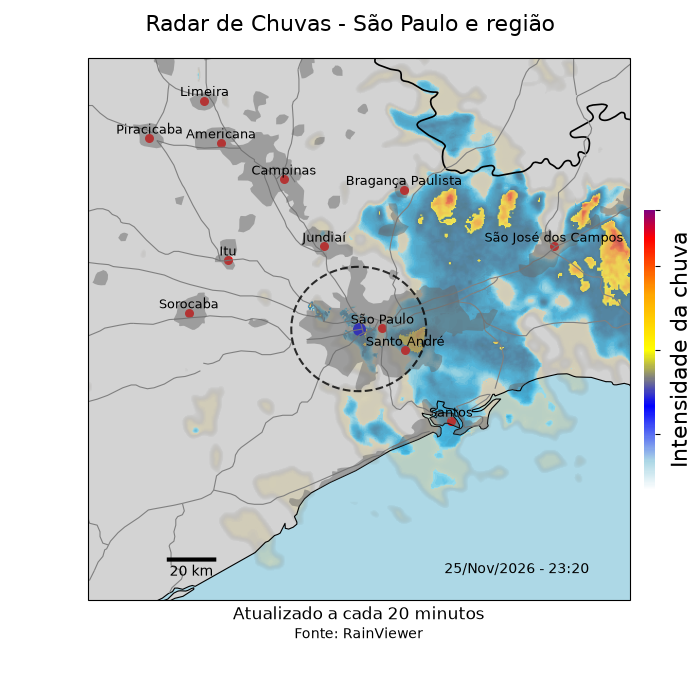 Radar de Chuvas - São Paulo e região
Limeira
Piracicaba
Americana
Campinas
Bragança Paulista
Jundiaí
São José dos Campos
Itu
Sorocaba
São Paulo
Santo André
Santos
Intensidade da chuva
20 km
25/Nov/2026 - 23:20
Atualizado a cada 20 minutos
Fonte: RainViewer